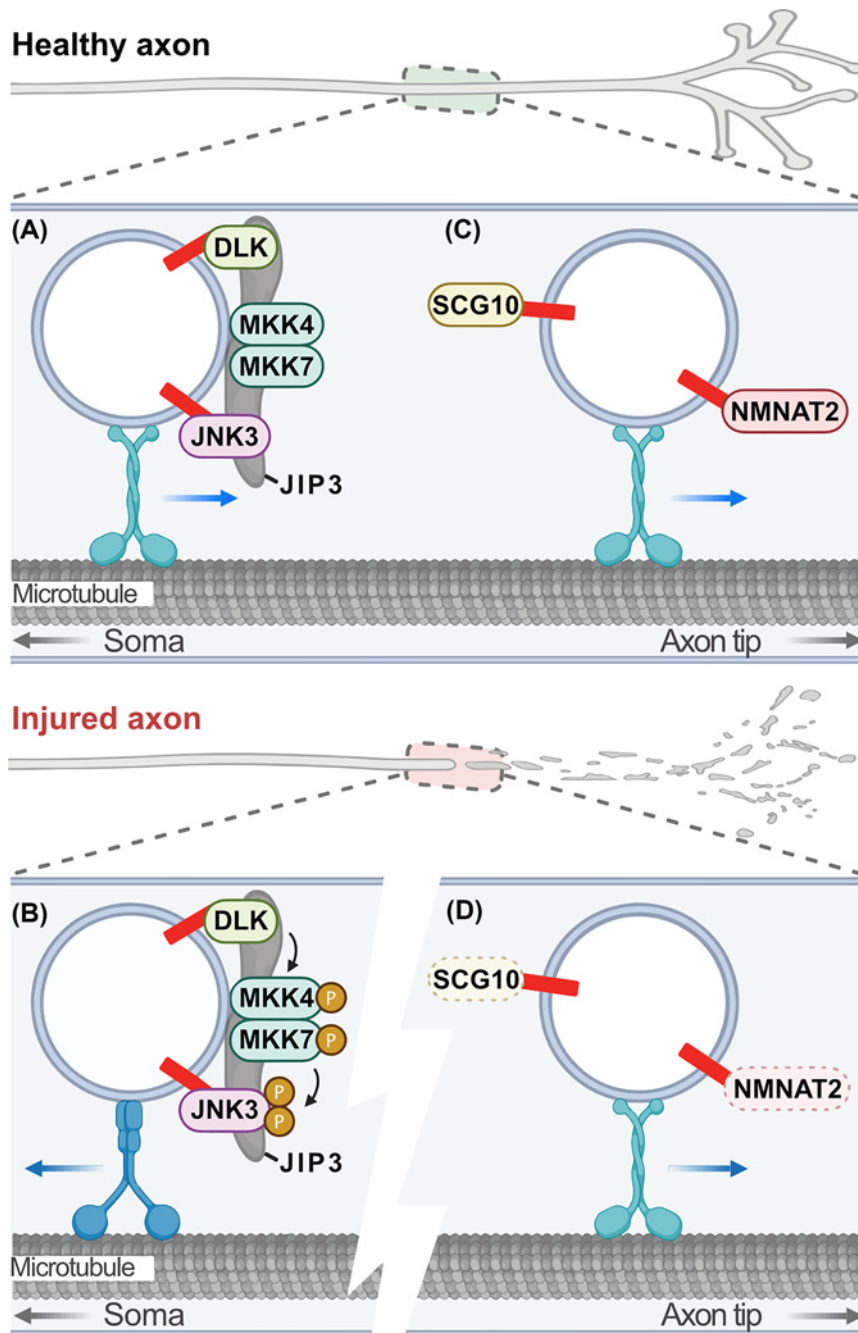 Healthy axon
(A)
DLK
MKK4
MKK7
JNK3
JIP3
(C)
SCG10
NMNAT2
Microtubule
Soma
Axon tip
Injured axon
(B)
DLK
MKK4 P
MKK7 P
P
JNK3 P
JIP3
(D)
SCG10
NMNAT2
Microtubule
Soma
Axon tip